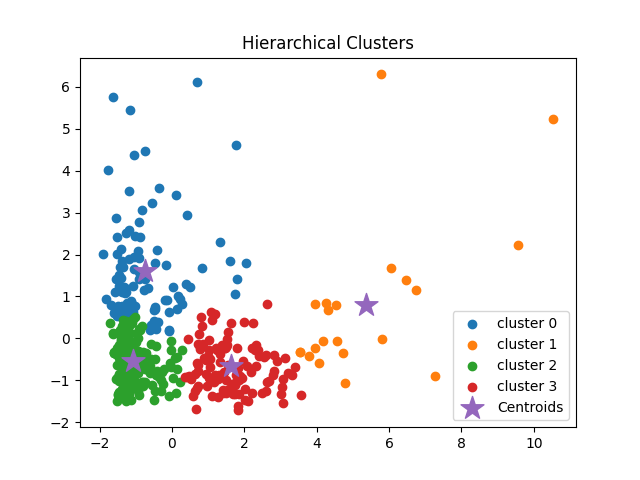 Hierarchical Clusters
6
5
4
3
2
1
0
−1
−2
−2
0
2
4
6
8
10
cluster 0
cluster 1
cluster 2
cluster 3
Centroids